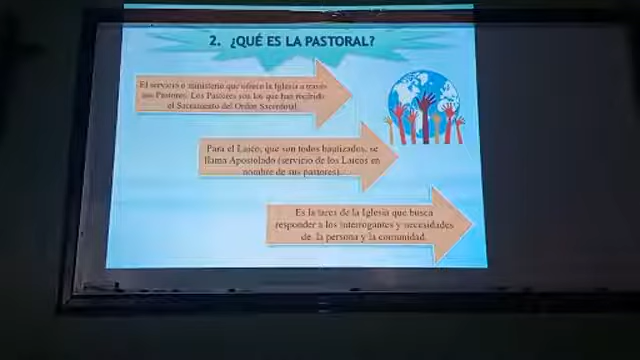 2. ¿QUÉ ES LA PASTORAL?
El servicio o ministerio que ofrece la Iglesia a través
sus Pastores. Los Pastores son los que han recibido
el Sacramento del Orden Sacerdotal.
Para el Laico, que son todos bautizados, se
llama Apostolado (servicio de los Laicos en
nombre de sus pastores)...
Es la tarea de la Iglesia que busca
responder a los interrogantes y necesidades
de la persona y la comunidad.